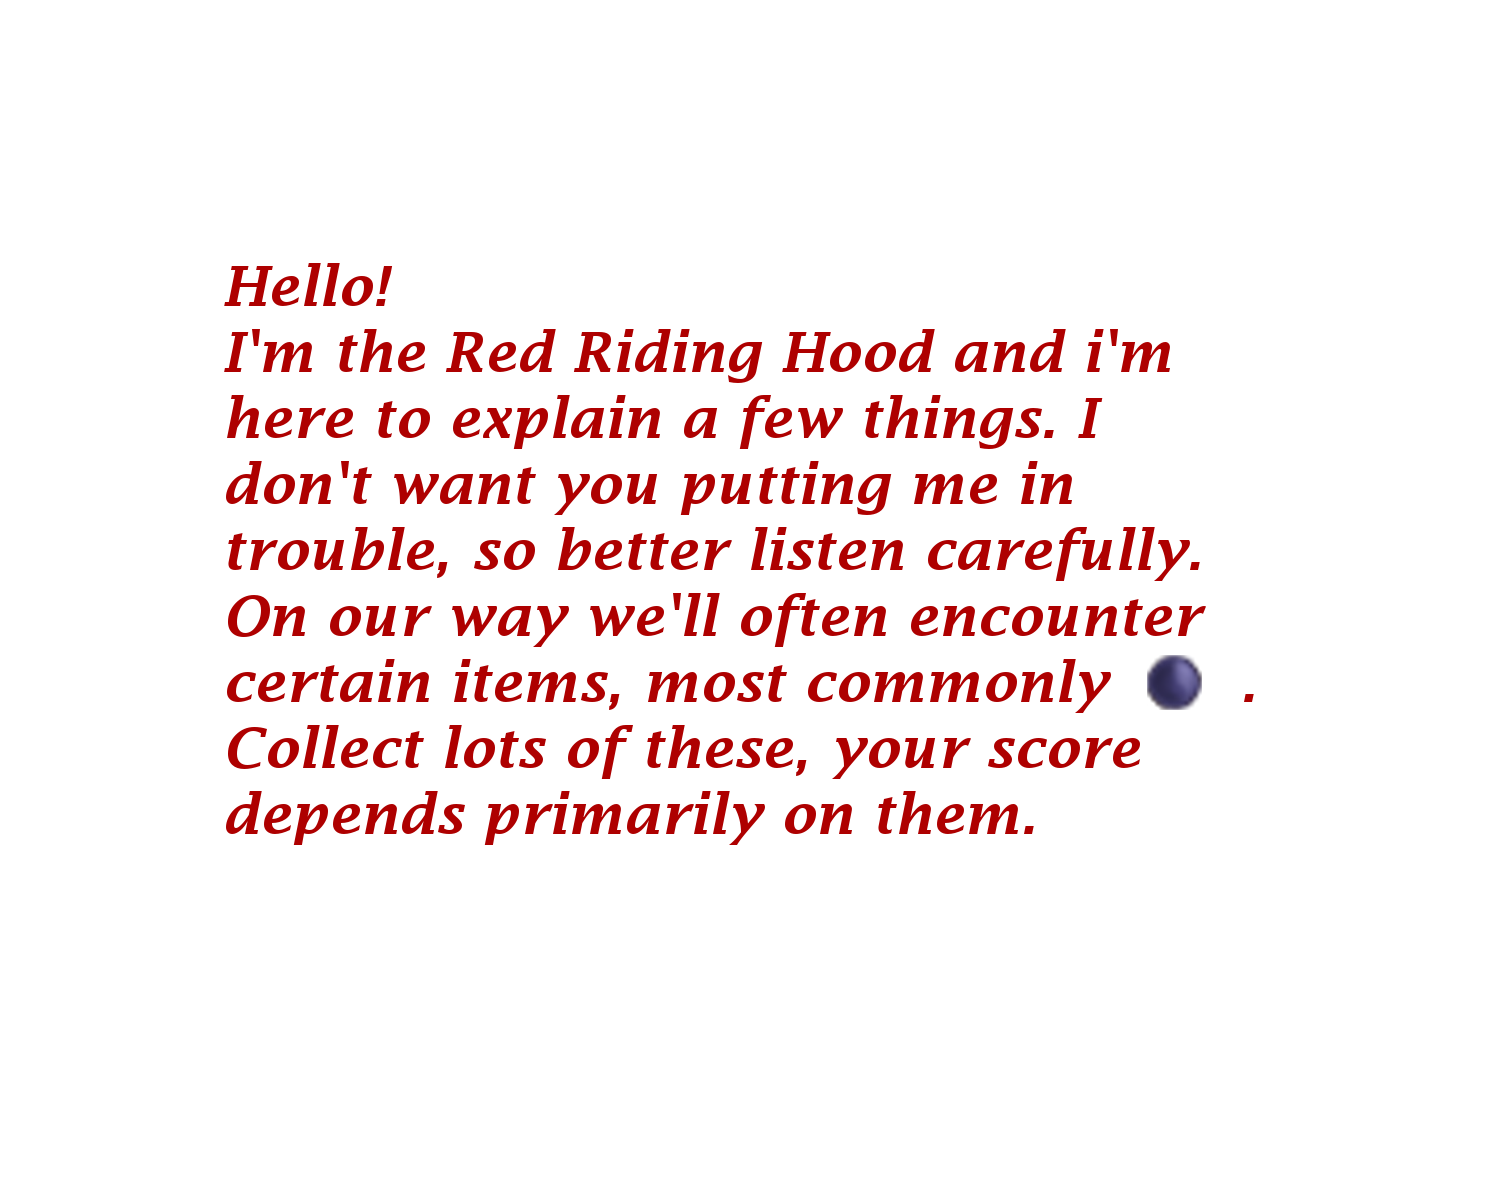 Hello!
I'm the Red Riding Hood and i'm
here to explain a few things. I
don't want you putting me in
trouble, so better listen carefully.
On our way we'll often encounter
certain items, most commonly .
Collect lots of these, your score
depends primarily on them.